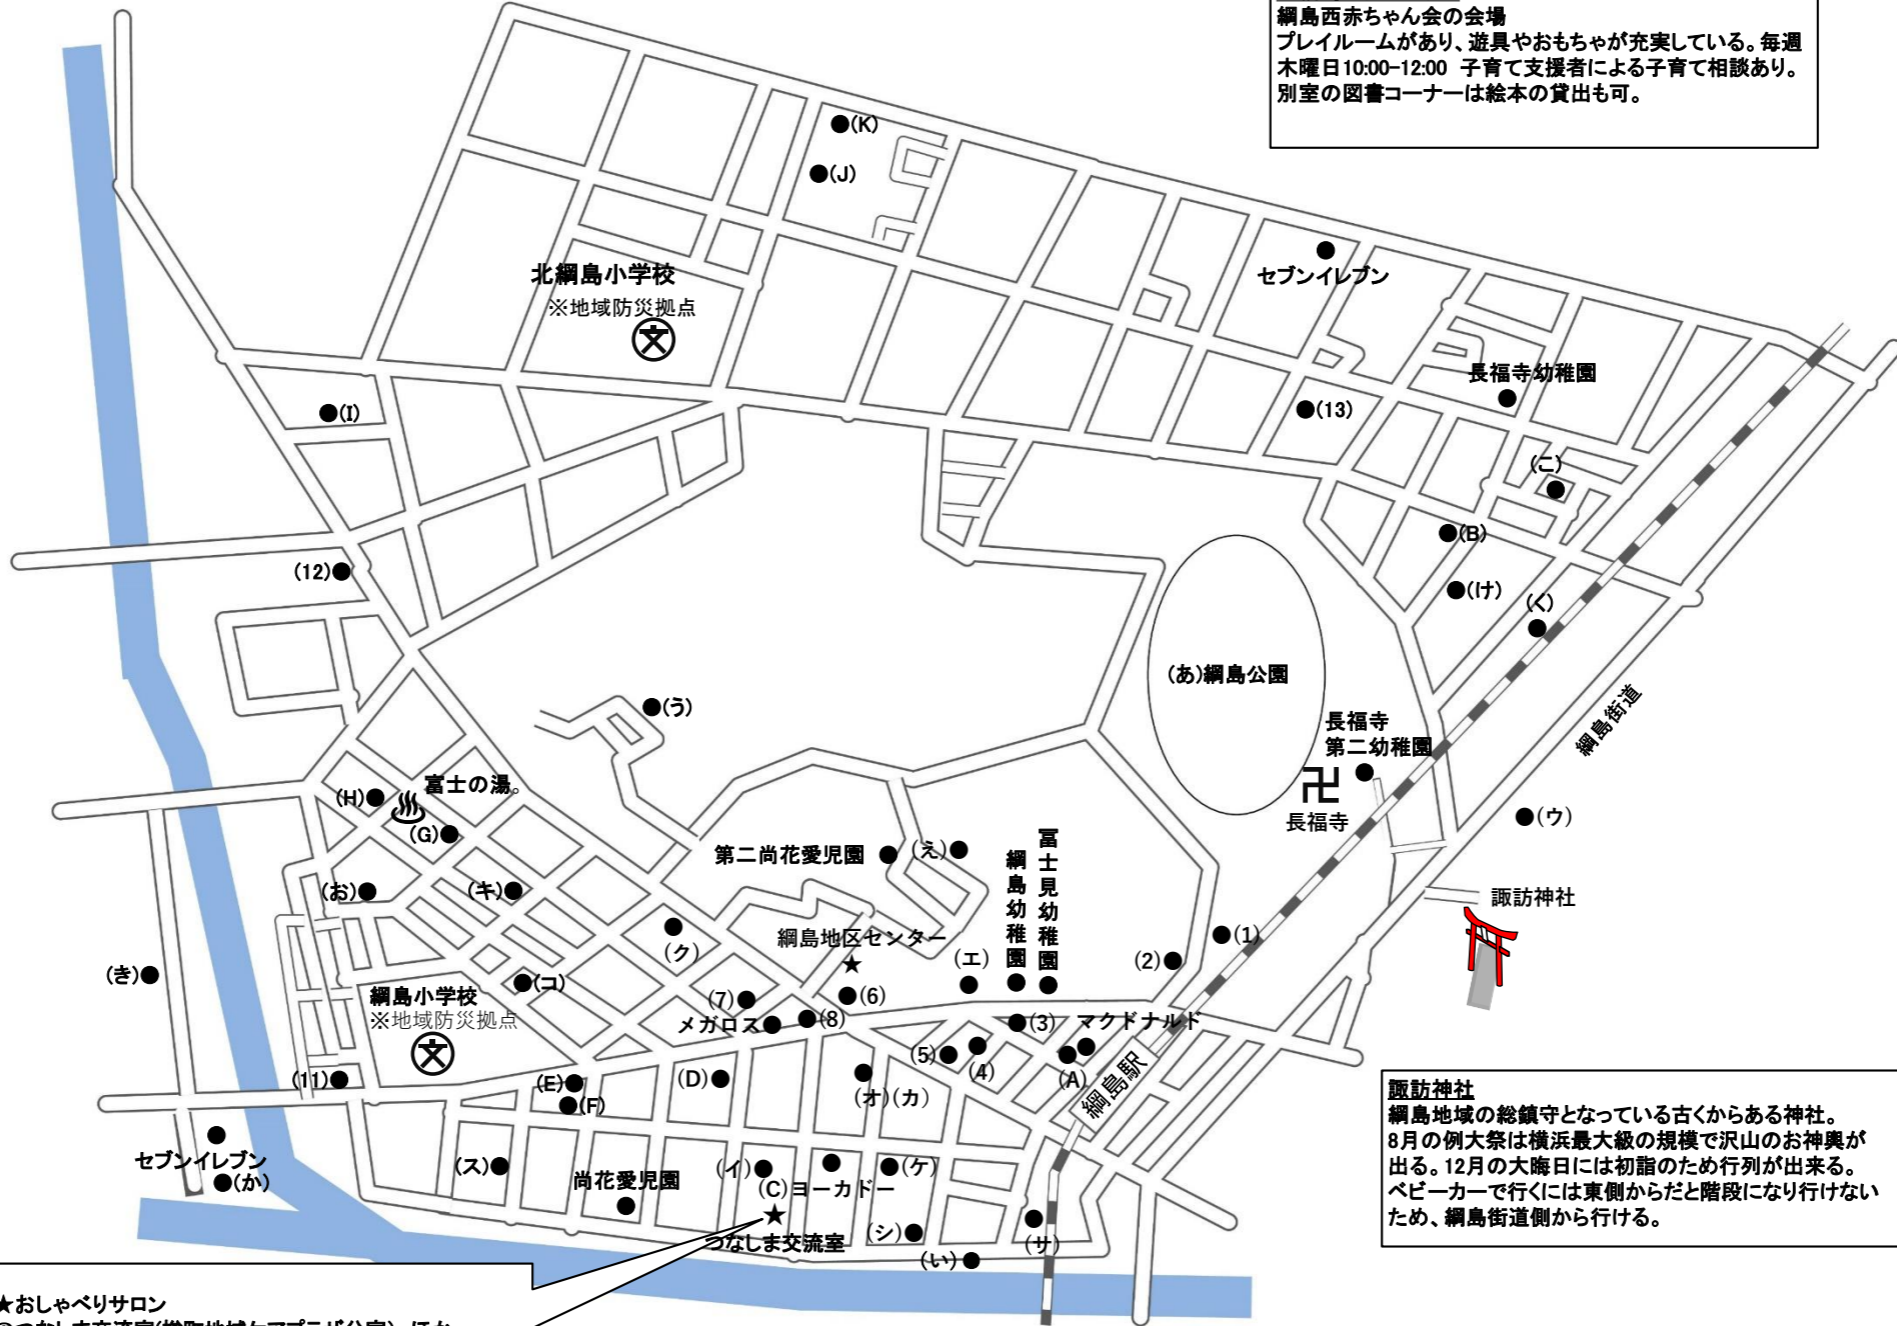 綱島西赤ちゃん会の会場
プレイルームがあり、遊具やおもちゃが充実している。毎週
木曜日10:00-12:00 子育て支援者による子育て相談あり。
別室の図書コーナーは絵本の貸出も可。
(K)
(J)
セブンイレブン
北綱島小学校
※地域防災拠点
文
長福寺幼稚園
(I)
(13)
(こ)
(B)
(12)
(け)
(く)
(あ)綱島公園
(う)
綱島街道
長福寺
第二幼稚園
卍
長福寺
(H)
富士の湯。
(G)
(ウ)
第二尚花愛児園
(え)
綱島幼稚園
冨士見幼稚園
(お)
(キ)
諏訪神社
(ク)
綱島地区センター
★
(エ)
(1)
(2)
(き)
(コ)
綱島小学校
※地域防災拠点
文
(7)
(6)
メガロス
(8)
(3)
マクドナルド
(5)
(4)
(A)
綱島駅
(11)
(E)
(F)
(D)
(オ)(カ)
諏訪神社
綱島地域の総鎮守となっている古くからある神社。
8月の例大祭は横浜最大級の規模で沢山のお神輿が
出る。12月の大晦日には初詣のため行列が出来る。
ベビーカーで行くには東側からだと階段になり行けない
ため、綱島街道側から行ける。
セブンイレブン
(か)
(ス)
尚花愛児園
(イ)
(C)ヨーカドー
(ケ)
★
つなしま交流室
(シ)
(サ)
(い)
★おしゃべりサロン